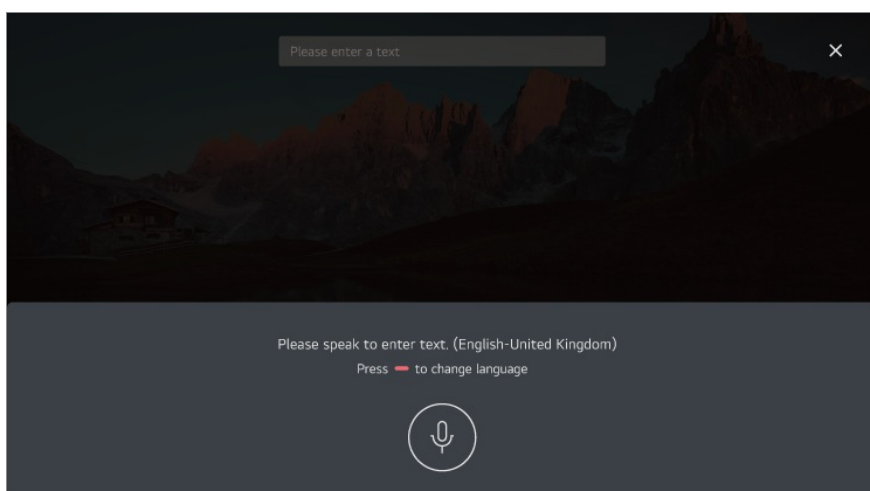 Please enter a text
Please speak to enter text. (English-United Kingdom)
Press to change language